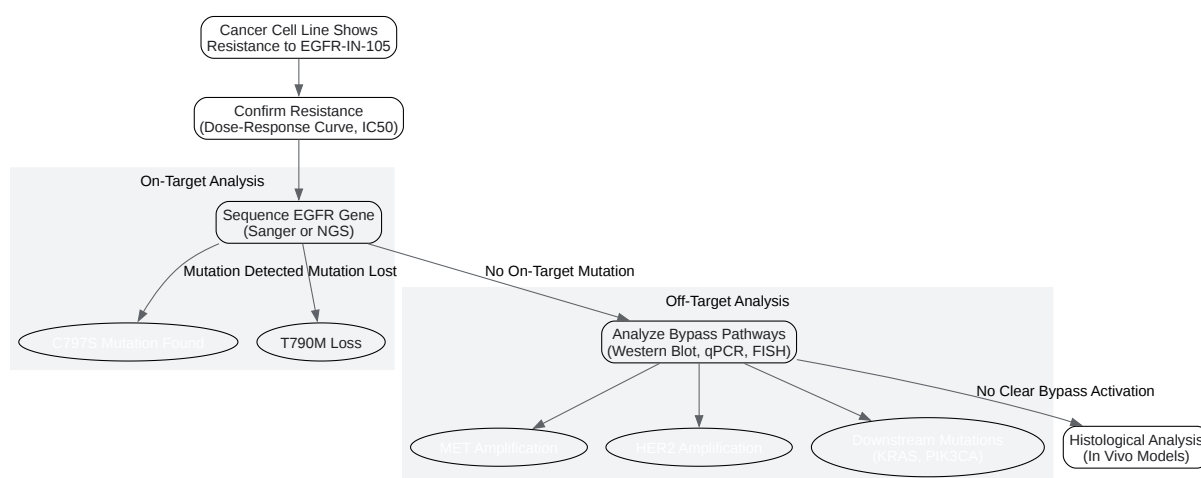 Cancer Cell Line Shows
Resistance to EGFR-IN-105
Confirm Resistance
(Dose-Response Curve, IC50)
On-Target Analysis
Sequence EGFR Gene
(Sanger or NGS)
Mutation Detected
Mutation Lost
No On-Target Mutation
C797S Mutation Found
T790M Loss
Off-Target Analysis
Analyze Bypass Pathways
(Western Blot, qPCR, FISH)
No Clear Bypass Activation
MET Amplification
HER2 Amplification
Downstream Mutations
(KRAS, PIK3CA)
Histological Analysis
(In Vivo Models)